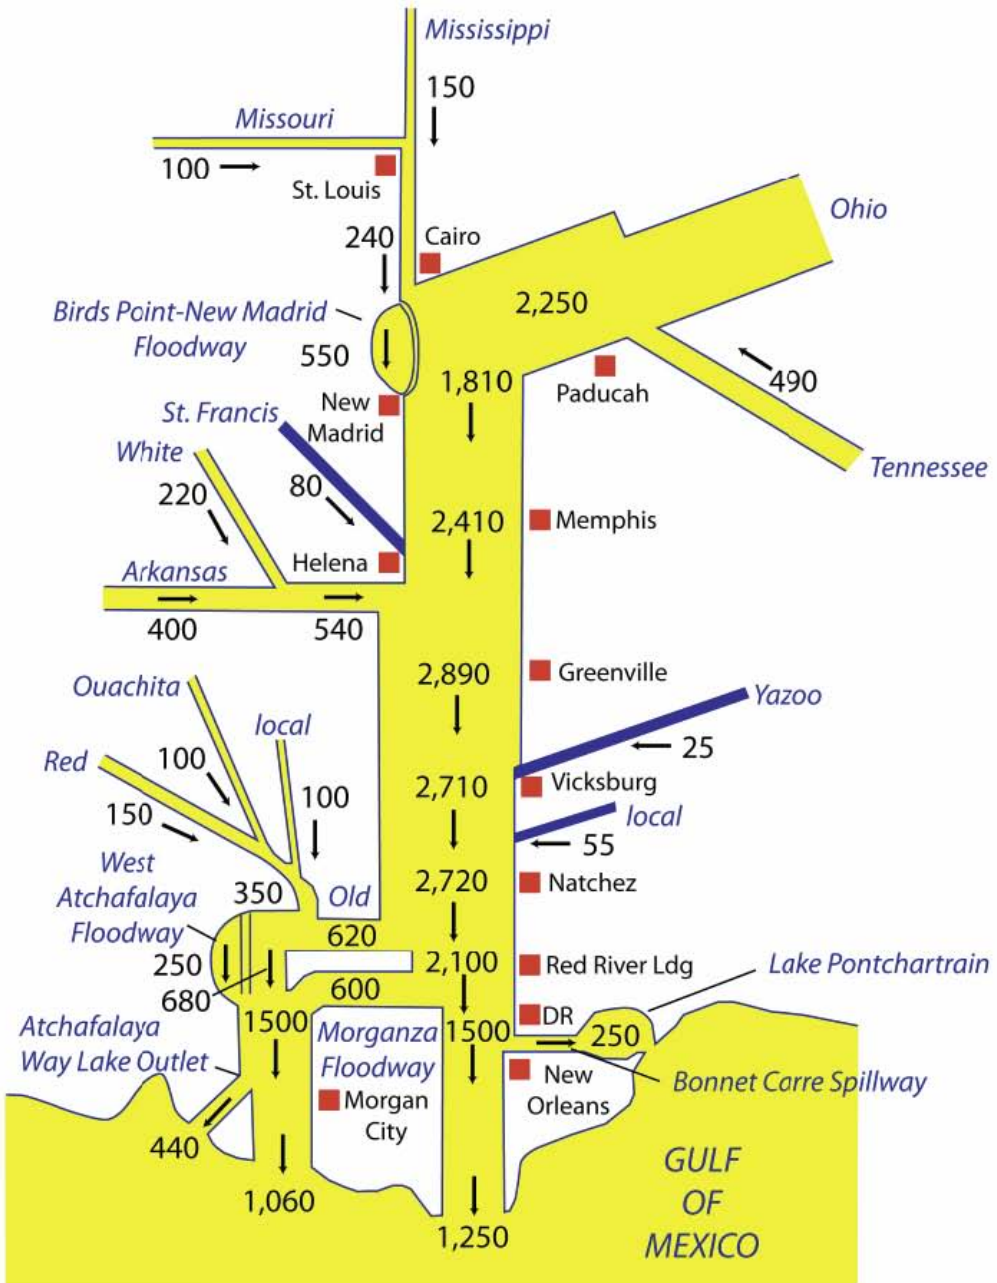 Mississippi
150
Missouri
100
St. Louis
Ohio
240
Cairo
2,250
Birds Point-New Madrid
Floodway
550
1,810
490
Paducah
New
Madrid
St. Francis
White
Tennessee
220
80
2,410
Memphis
Helena
Arkansas
400
540
2,890
Greenville
Ouachita
Yazoo
local
25
Red
100
2,710
Vicksburg
100
local
150
55
West
Atchafalaya
Floodway
350
Old
2,720
Natchez
620
250
2,100
Red River Ldg
Lake Pontchartrain
680
600
DR
1500
Morganza
Floodway
1500
250
Atchafalaya
Way Lake Outlet
Bonnet Carre Spillway
New
Orleans
Morgan
City
440
GULF
OF
MEXICO
1,060
1,250